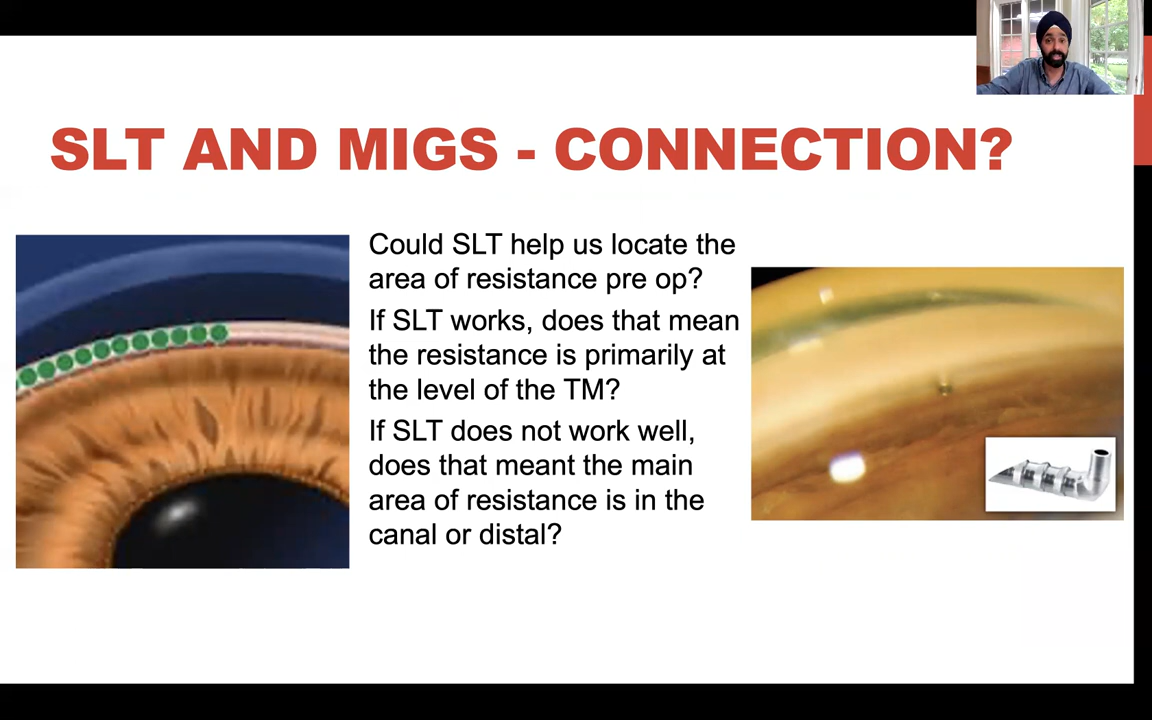 SLT AND MIGS - CONNECTION?
Could SLT help us locate the
area of resistance pre op?
If SLT works, does that mean
the resistance is primarily at
the level of the TM?
If SLT does not work well,
does that meant the main
area of resistance is in the
canal or distal?